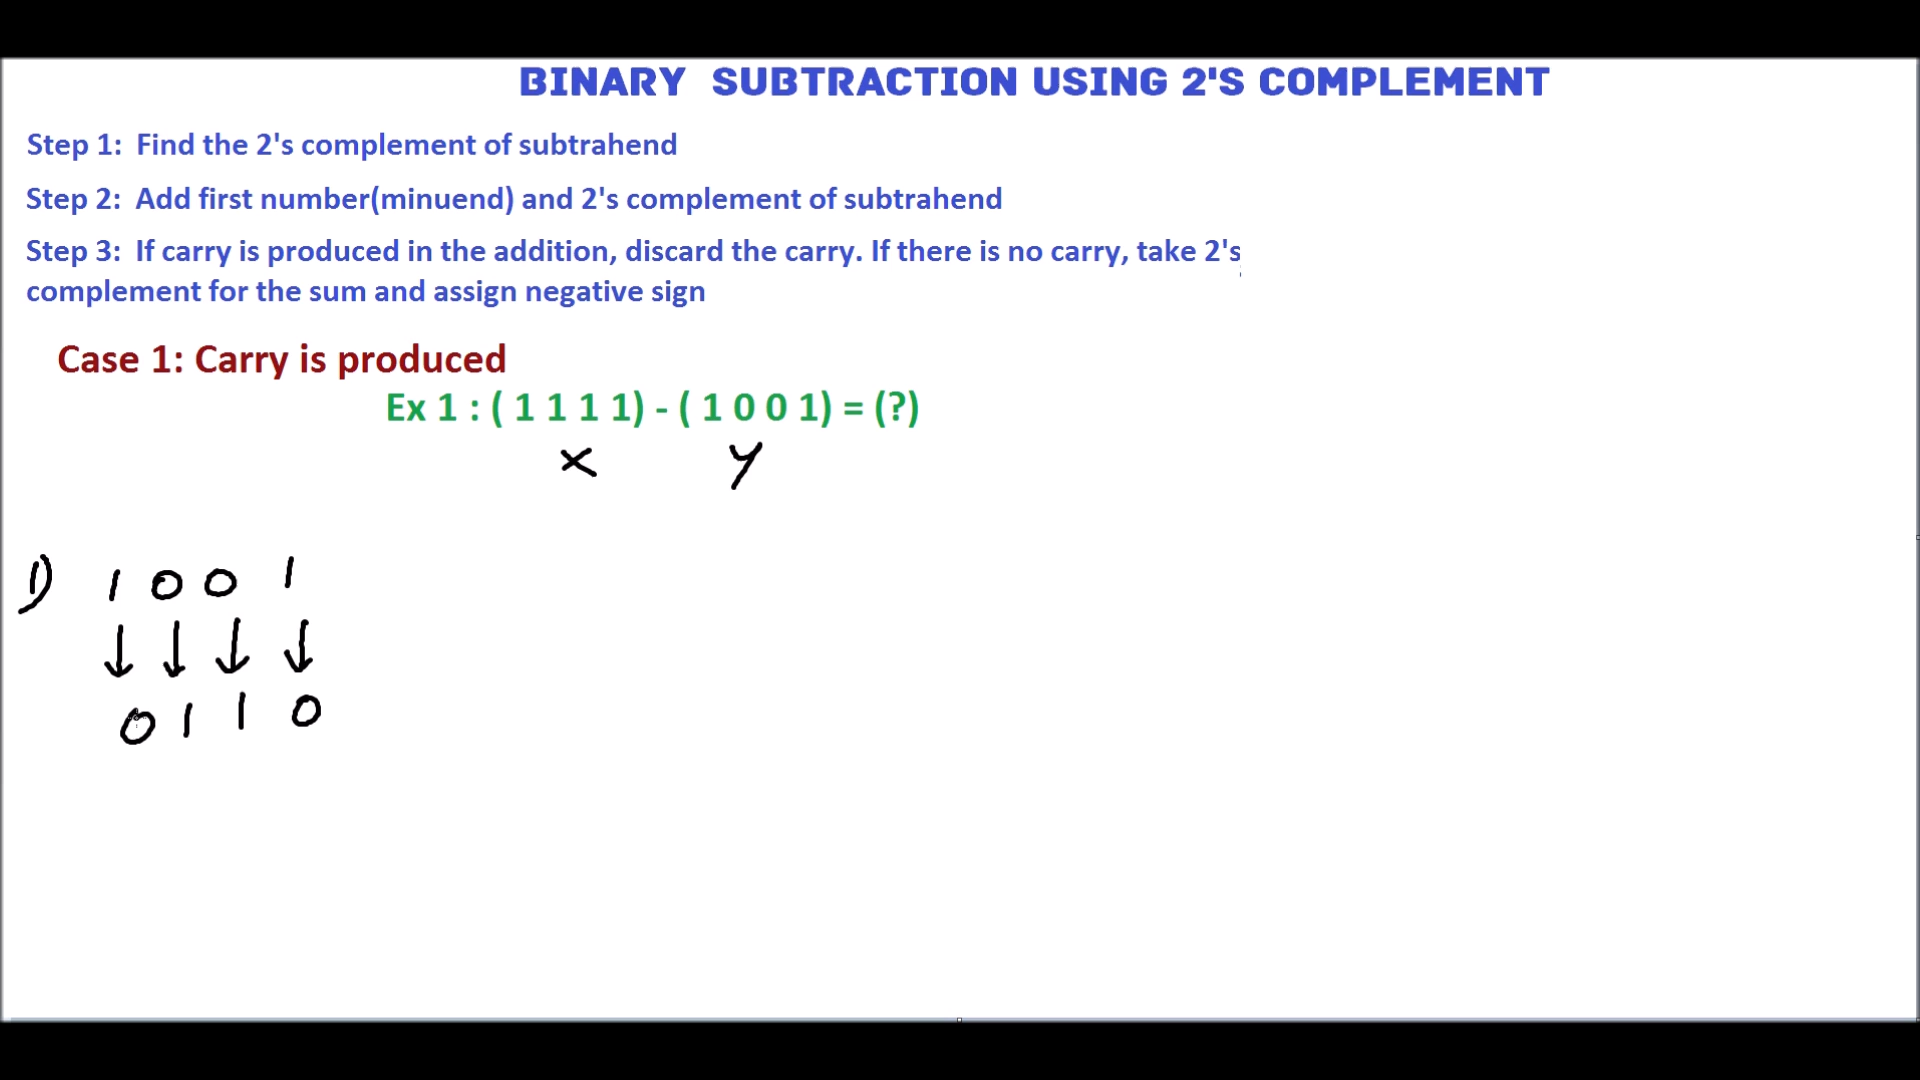 BINARY SUBTRACTION USING 2'S COMPLEMENT
Step 1: Find the 2's complement of subtrahend
Step 2: Add first number(minuend) and 2's complement of subtrahend
Step 3: If carry is produced in the addition, discard the carry. If there is no carry, take 2's
complement for the sum and assign negative sign
Case 1: Carry is produced
Ex 1 : ( 1 1 1 1) - ( 1 0 0 1) = (?)
x y
1) 1 0 0 1
↓ ↓ ↓ ↓
0 1 1 0